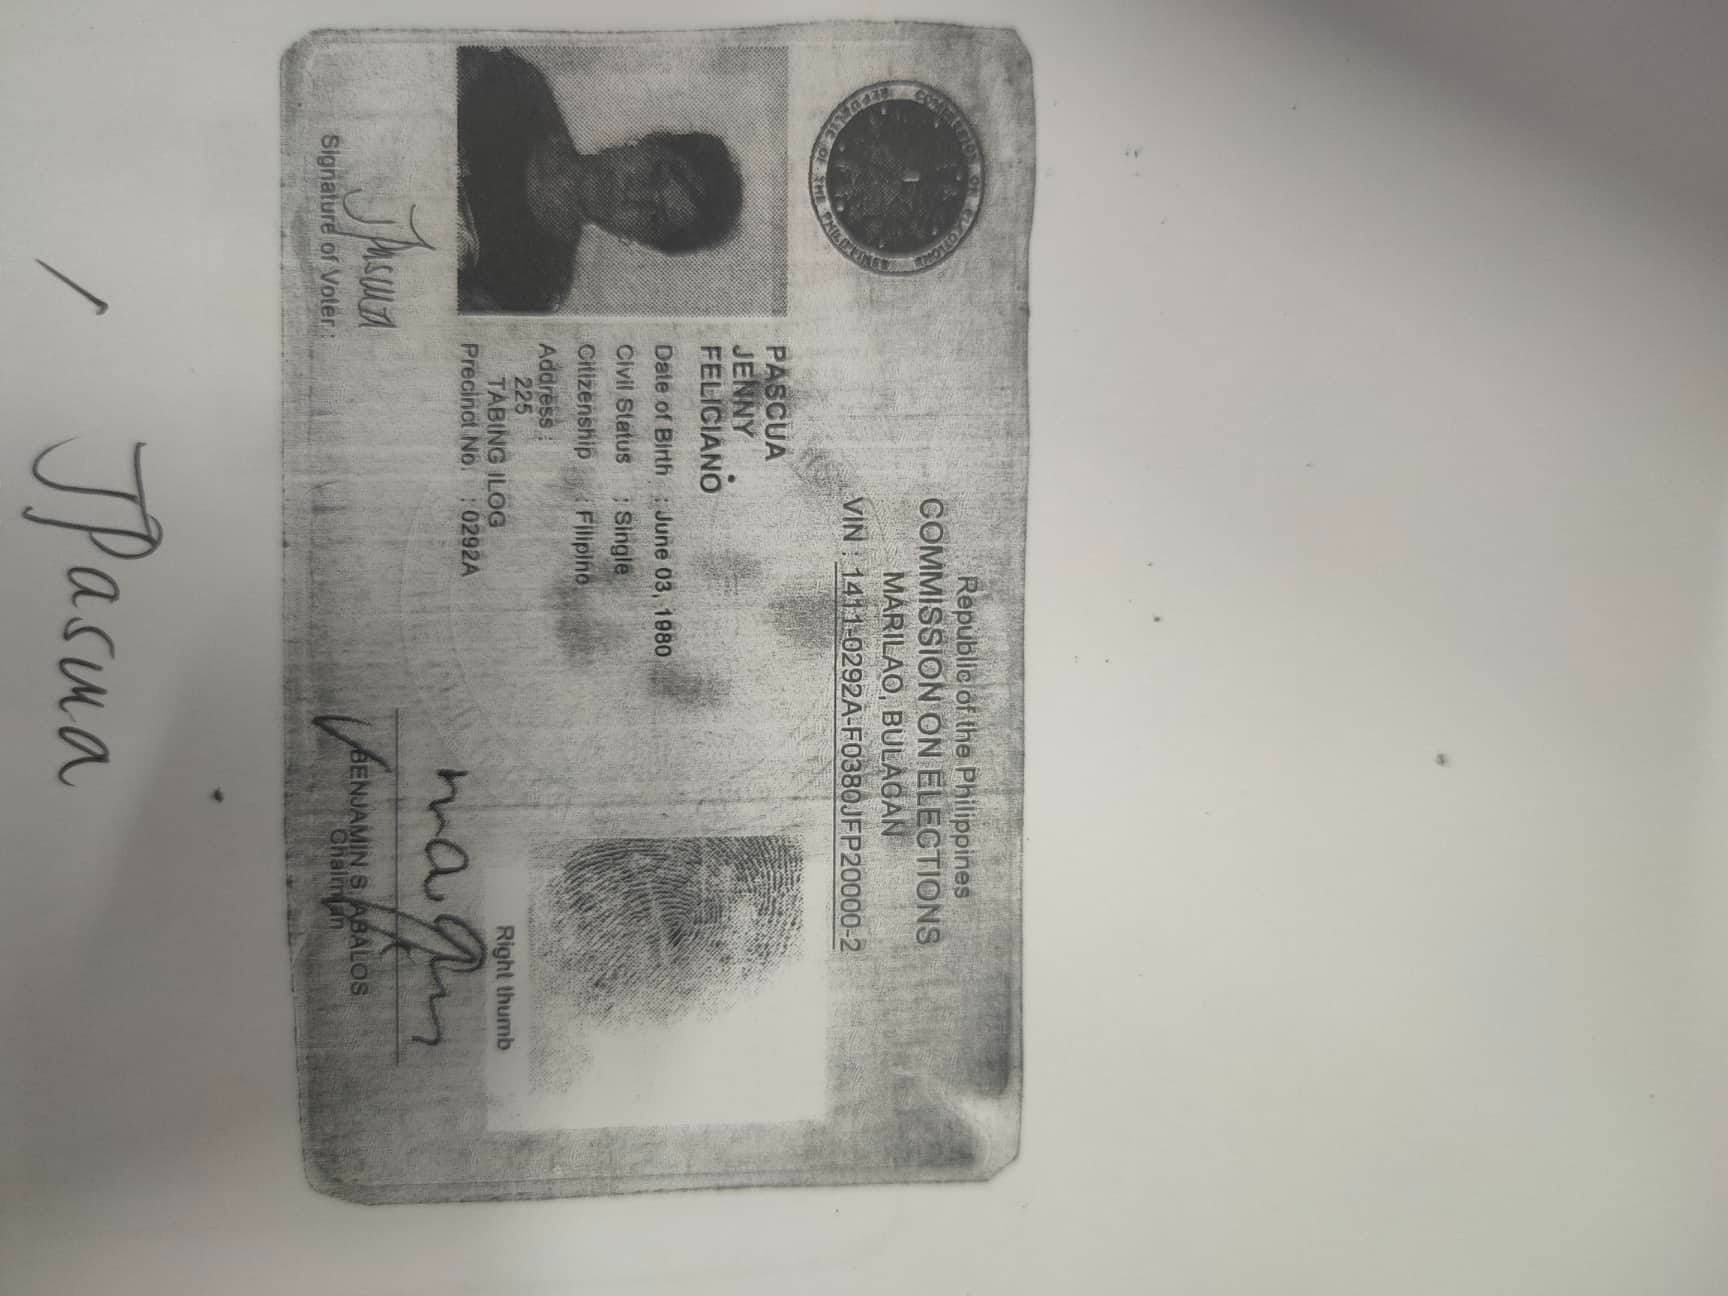 Republic of the Philippines
COMMISSION ON ELECTIONS
MARILAO, BULACAN
VIN : 1411-0292A-F0380JFP20000-2
COMMISSION ON ELECTIONS
REPUBLIC OF THE PHILIPPINES
PASCUA
JENNY
FELICIANO
Date of Birth : June 03, 1980
Civil Status : Single
Citizenship : Filipino
Address :
225
TABING ILOG
Precinct No. : 0292A
Right thumb
JPascua
Signature of Voter :
BENJAMIN S. ABALOS
Chairman
JPascua